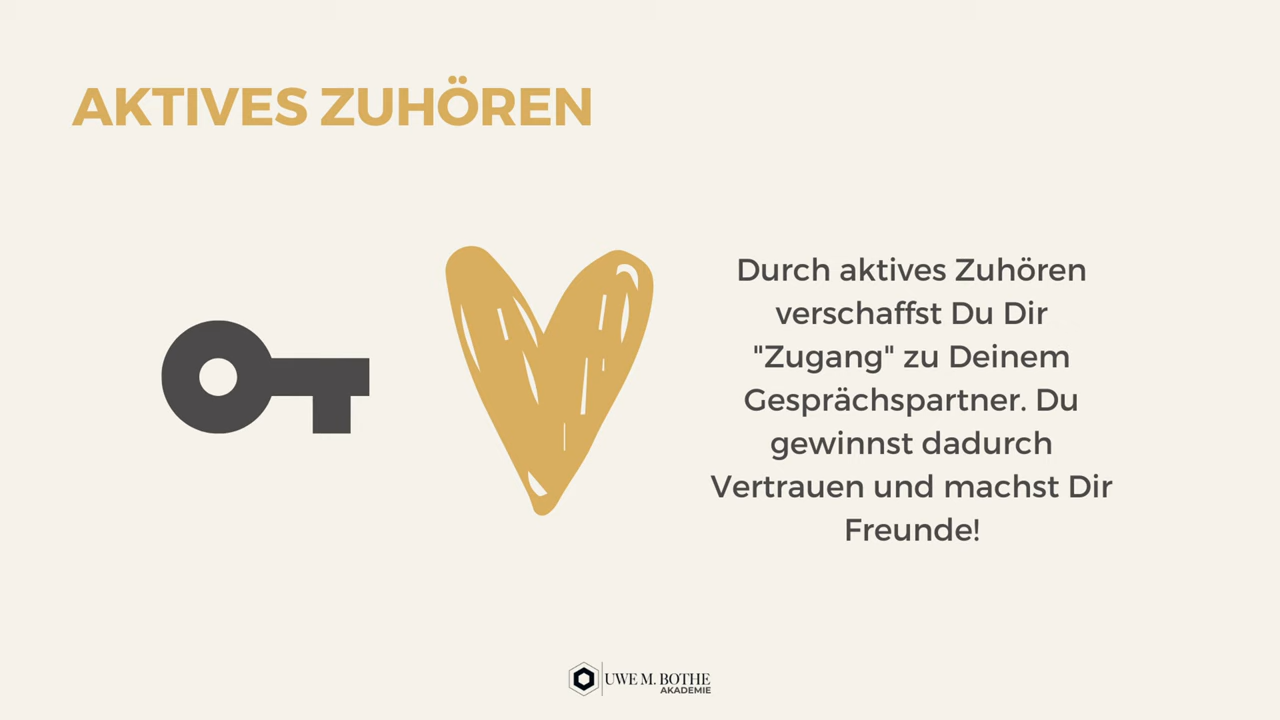 AKTIVES ZUHÖREN
Durch aktives Zuhören
verschaffst Du Dir
"Zugang" zu Deinem
Gesprächspartner. Du
gewinnst dadurch
Vertrauen und machst Dir
Freunde!
UWE M. BOTHE
AKADEMIE